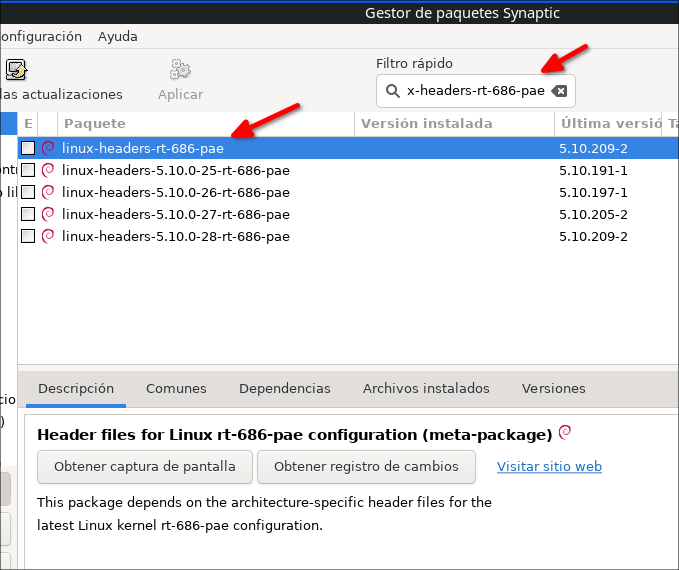 Gestor de paquetes Synaptic
onfiguración Ayuda
las actualizaciones
Aplicar
Filtro rápido
x-headers-rt-686-pae
E Paquete Versión instalada Última versió Ta
linux-headers-rt-686-pae 5.10.209-2
linux-headers-5.10.0-25-rt-686-pae 5.10.191-1
linux-headers-5.10.0-26-rt-686-pae 5.10.197-1
linux-headers-5.10.0-27-rt-686-pae 5.10.205-2
linux-headers-5.10.0-28-rt-686-pae 5.10.209-2
Descripción Comunes Dependencias Archivos instalados Versiones
Header files for Linux rt-686-pae configuration (meta-package)
Obtener captura de pantalla Obtener registro de cambios Visitar sitio web
This package depends on the architecture-specific header files for the
latest Linux kernel rt-686-pae configuration.